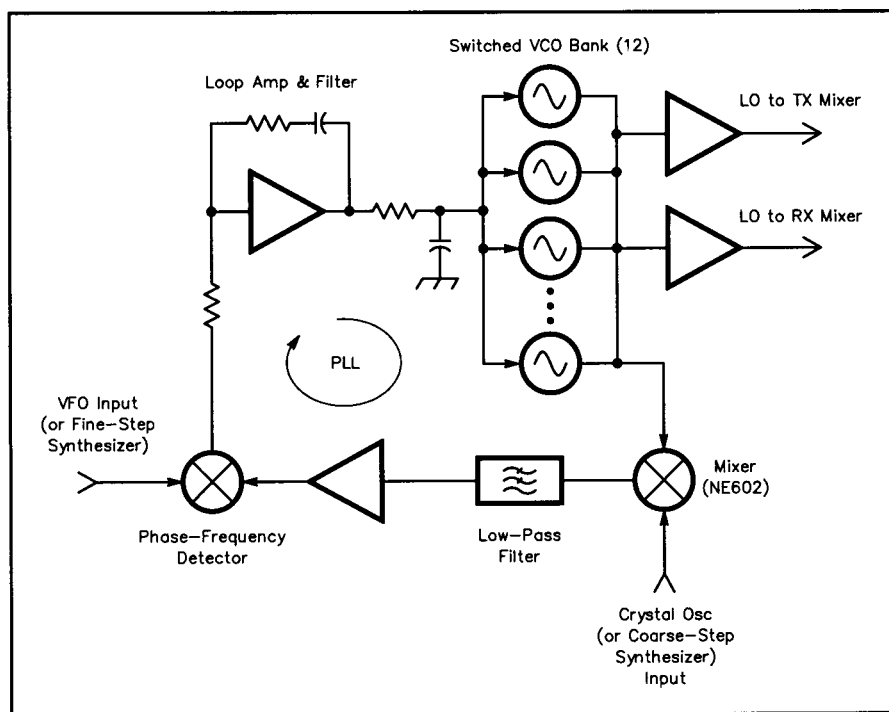 Switched VCO Bank (12)
Loop Amp & Filter
LO to TX Mixer
LO to RX Mixer
PLL
VFO Input
(or Fine-Step
Synthesizer)
Mixer
(NE602)
Phase-Frequency
Detector
Low-Pass
Filter
Crystal Osc
(or Coarse-Step
Synthesizer)
Input